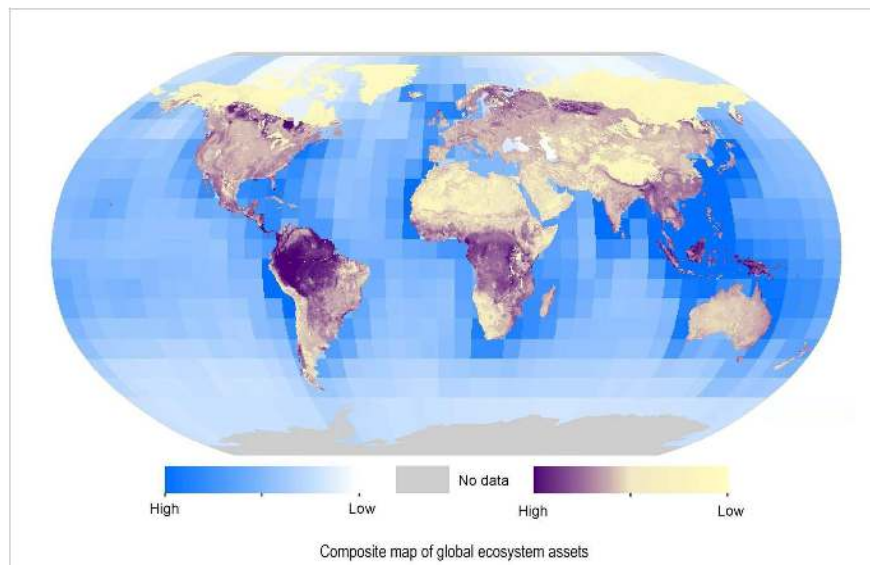 No data
High Low High Low
Composite map of global ecosystem assets